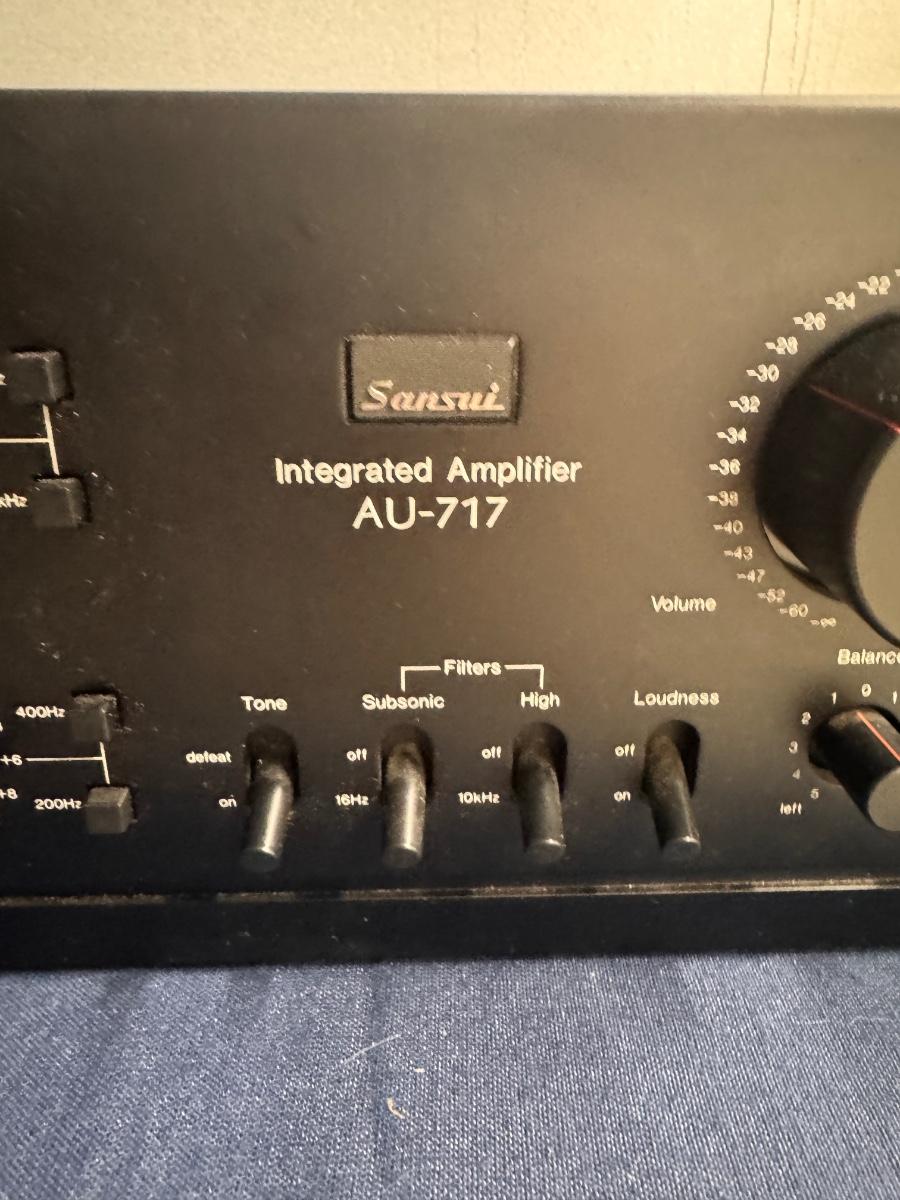 Sansui
Integrated Amplifier
AU-717
-22
-24
-26
-28
-30
-32
-34
-36
-38
-40
-43
-47
-52
-60
-∞
Volume
kHz
Filters
Tone
Subsonic
High
Loudness
Balance
400Hz
+6
+8
200Hz
defeat
on
off
16Hz
off
10kHz
off
on
1 0 1
2
3
4
5
left